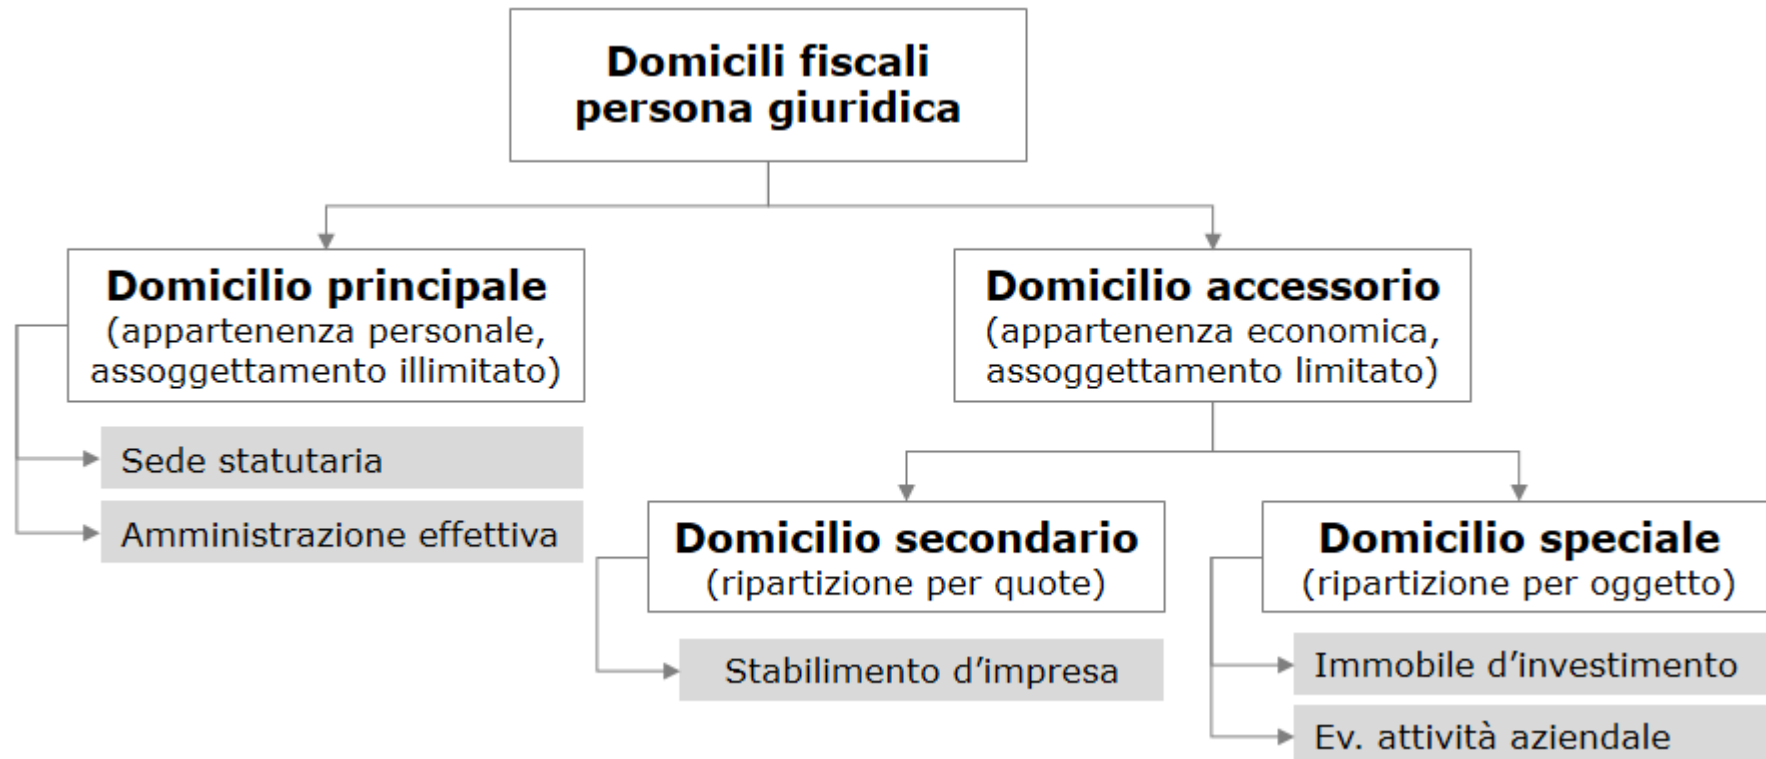 Domicili fiscali
persona giuridica
Domicilio principale
(appartenenza personale,
assoggettamento illimitato)
Sede statutaria
Amministrazione effettiva
Domicilio accessorio
(appartenenza economica,
assoggettamento limitato)
Domicilio secondario
(ripartizione per quote)
Stabilimento d’impresa
Domicilio speciale
(ripartizione per oggetto)
Immobile d’investimento
Ev. attività aziendale